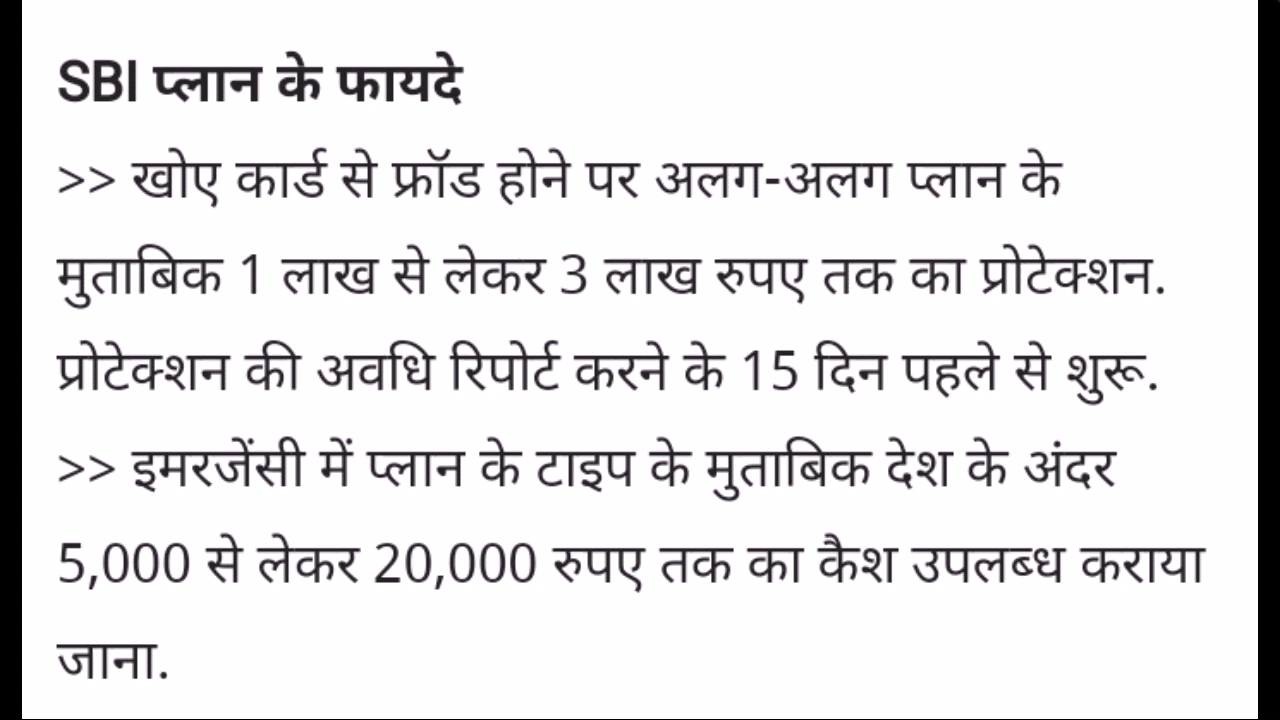 SBI प्लान के फायदे
>> खोए कार्ड से फ्रॉड होने पर अलग-अलग प्लान के
मुताबिक 1 लाख से लेकर 3 लाख रुपए तक का प्रोटेक्शन.
प्रोटेक्शन की अवधि रिपोर्ट करने के 15 दिन पहले से शुरू.
>> इमरजेंसी में प्लान के टाइप के मुताबिक देश के अंदर
5,000 से लेकर 20,000 रुपए तक का कैश उपलब्ध कराया
जाना.